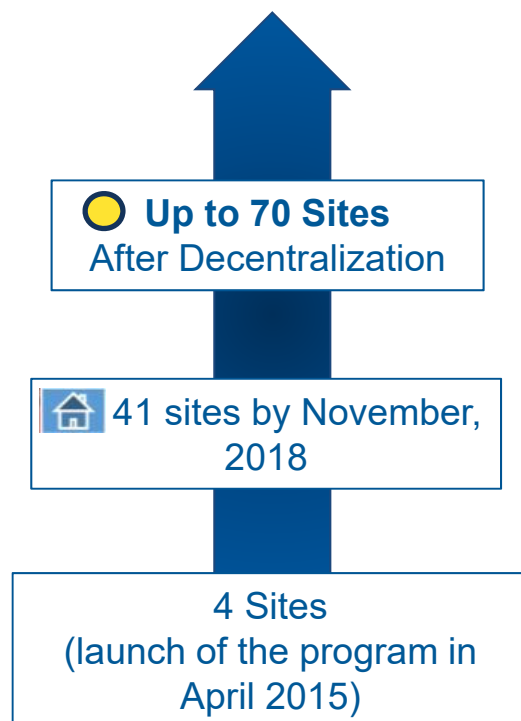 Up to 70 Sites
After Decentralization
41 sites by November,
2018
4 Sites
(launch of the program in
April 2015)